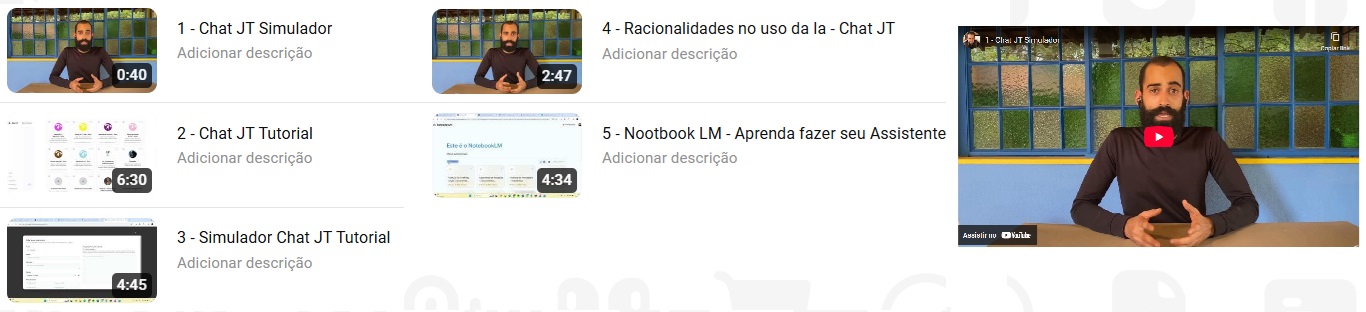 1 - Chat JT Simulador
Adicionar descrição
0:40
2 - Chat JT Tutorial
Adicionar descrição
6:30
3 - Simulador Chat JT Tutorial
Adicionar descrição
4:45
4 - Racionalidades no uso da Ia - Chat JT
Adicionar descrição
2:47
5 - Nootbook LM - Aprenda fazer seu Assistente
Adicionar descrição
Este é o NotebookLM
4:34
1 - Chat JT Simulador
Copiar link
Assistir no YouTube